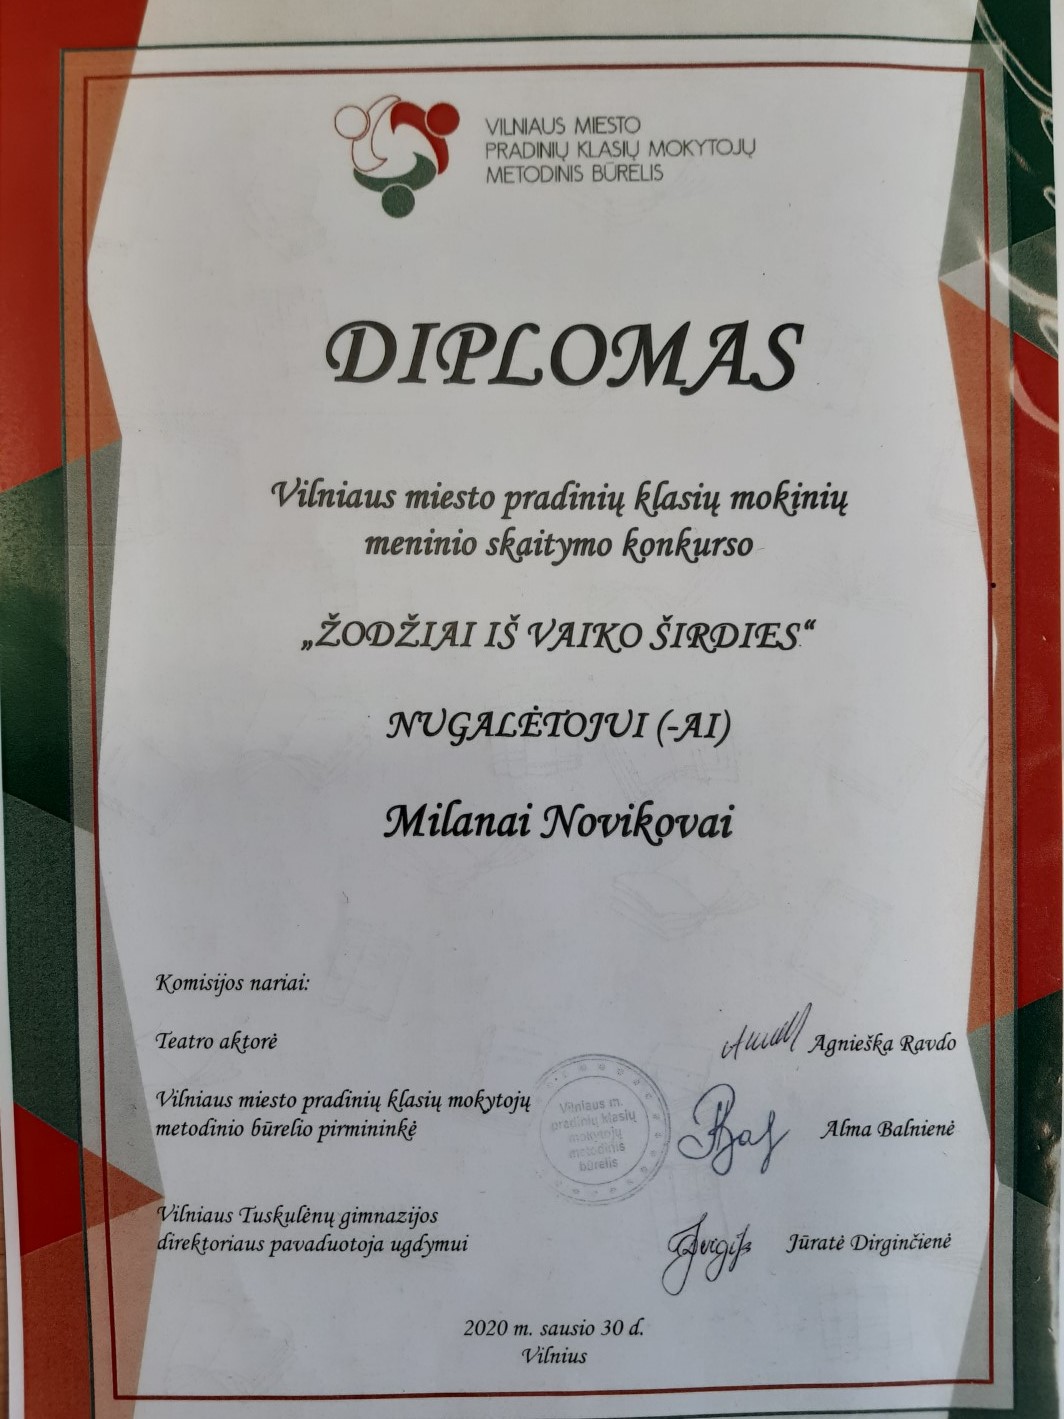 VILNIAUS MIESTO
PRADINIŲ KLASIŲ MOKYTOJŲ
METODINIS BŪRELIS
DIPLOMAS
Vilniaus miesto pradinių klasių mokinių
meninio skaitymo konkurso
„ŽODŽIAI IŠ VAIKO ŠIRDIES“
NUGALĖTOJUI (-AI)
Milanai Novikovai
Komisijos nariai:
Teatro aktorė
Agnieška Ravdo
Vilniaus miesto pradinių klasių mokytojų
metodinio būrelio pirmininkė
Vilniaus m.
pradinių klasių
mokytojų
metodinis
būrelis
Alma Balnienė
Vilniaus Tuskulėnų gimnazijos
direktoriaus pavaduotoja ugdymui
Jūratė Dirginčienė
2020 m. sausio 30 d.
Vilnius